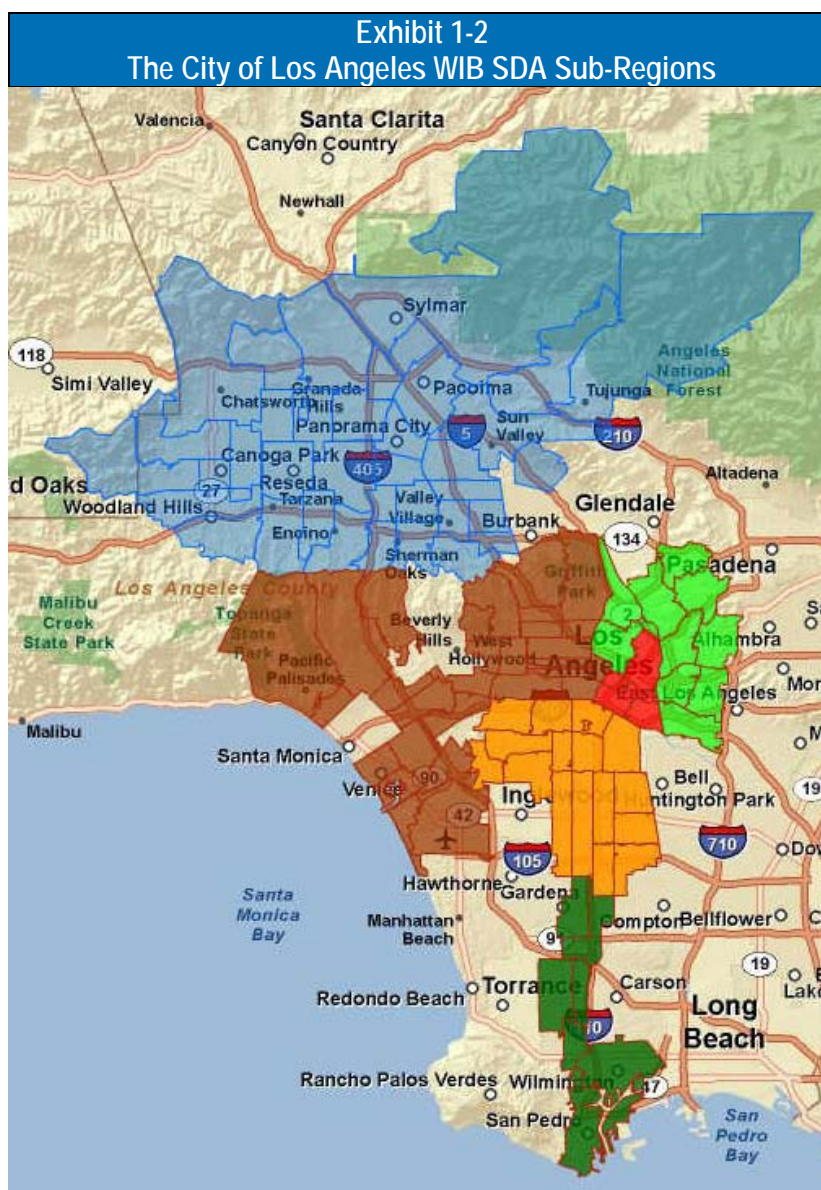 Exhibit 1-2
The City of Los Angeles WIB SDA Sub-Regions
Valencia
Santa Clarita
Canyon Country
Newhall
118
Simi Valley
Sylmar
Granada
Hills
Chatsworth
Pacoima
Angeles
National
Forest
Tujunga
Panorama City
5
Sun
Valley
210
Canoga Park
405
Reseda
27
Tarzana
Woodland Hills
Valley
Village
Encino
Burbank
Glendale
Altadena
d Oaks
Sherman
Oaks
134
Pasadena
Los Angeles County
Griffith
Park
Malibu
Creek
State Park
Topanga
State
Park
Beverly
Hills
West
Hollywood
2
Los
Angeles
Alhambra
Pacific
Palisades
East Los Angeles
Mor
Malibu
Santa Monica
Venice
90
42
Bell
Huntington Park
19
Inglewood
105
710
Dow
Hawthorne
Gardena
Santa
Monica
Bay
Manhattan
Beach
Compton
Bellflower
19
Redondo Beach
Torrance
Carson
Lak
Long
Beach
Rancho Palos Verdes
Wilmington
47
San Pedro
San
Pedro
Bay